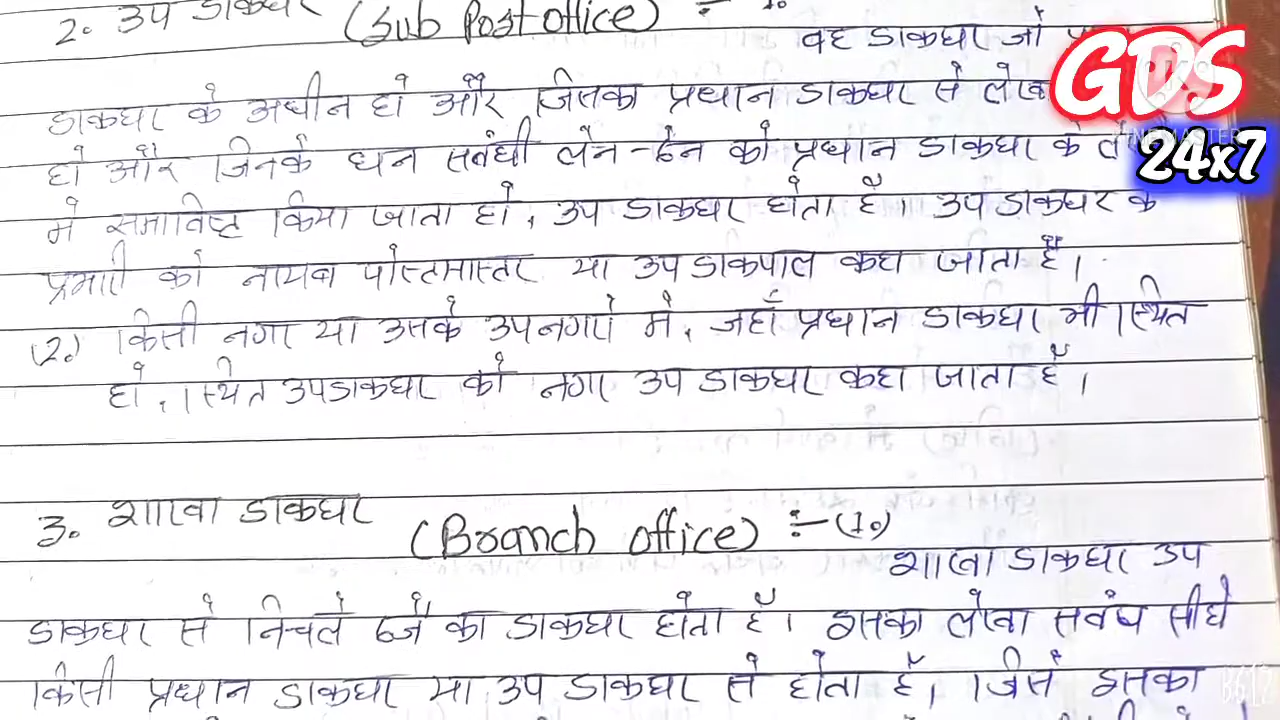 2. उप डाकघर (Sub Post office) :- 1.
वह डाकघर जो
डाकघर के अधीन हो और जिसका प्रधान डाकघर से लेखा
हो और जिनके धन सबंधी लेन-देन को प्रधान डाकघर के
मे समाविष्ट किया जाता हो, उप डाकघर होता है। उप डाकघर के
प्रभारी को नायब पोस्टमास्टर या उप डाकपाल कहा जाता है।
(2.) किसी नगर या उसके उपनगरो मे, जहाँ प्रधान डाकघर भी स्थित
हो, स्थित उपडाकघर को नगर उप डाकघर कहा जाता है।
3. शाखा डाकघर (Branch office) :- (1.)
शाखा डाकघर उप
डाकघर से निचले दर्जे का डाकघर होता है। इसका लेखा सबंध सीधे
किसी प्रधान डाकघर या उप डाकघर से होता है, जिसे इसका
GDS
24x7